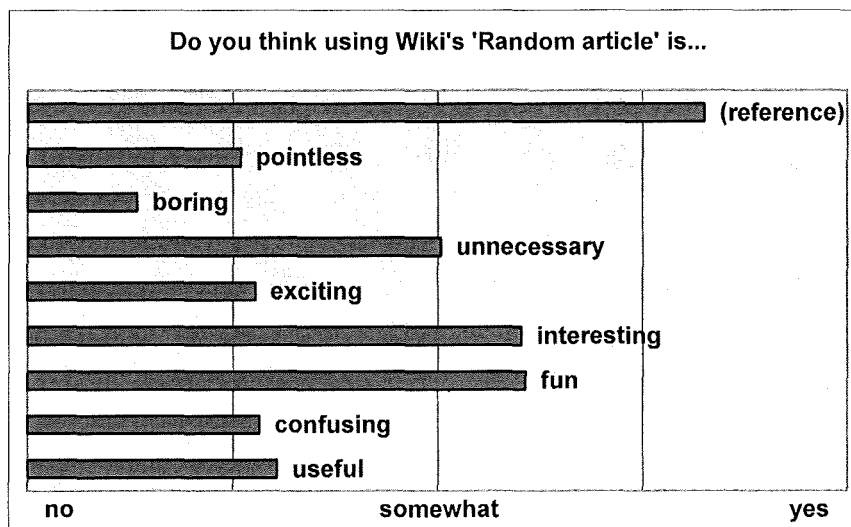 Do you think using Wiki's 'Random article' is...
(reference)
pointless
boring
unnecessary
exciting
interesting
fun
confusing
useful
no somewhat yes